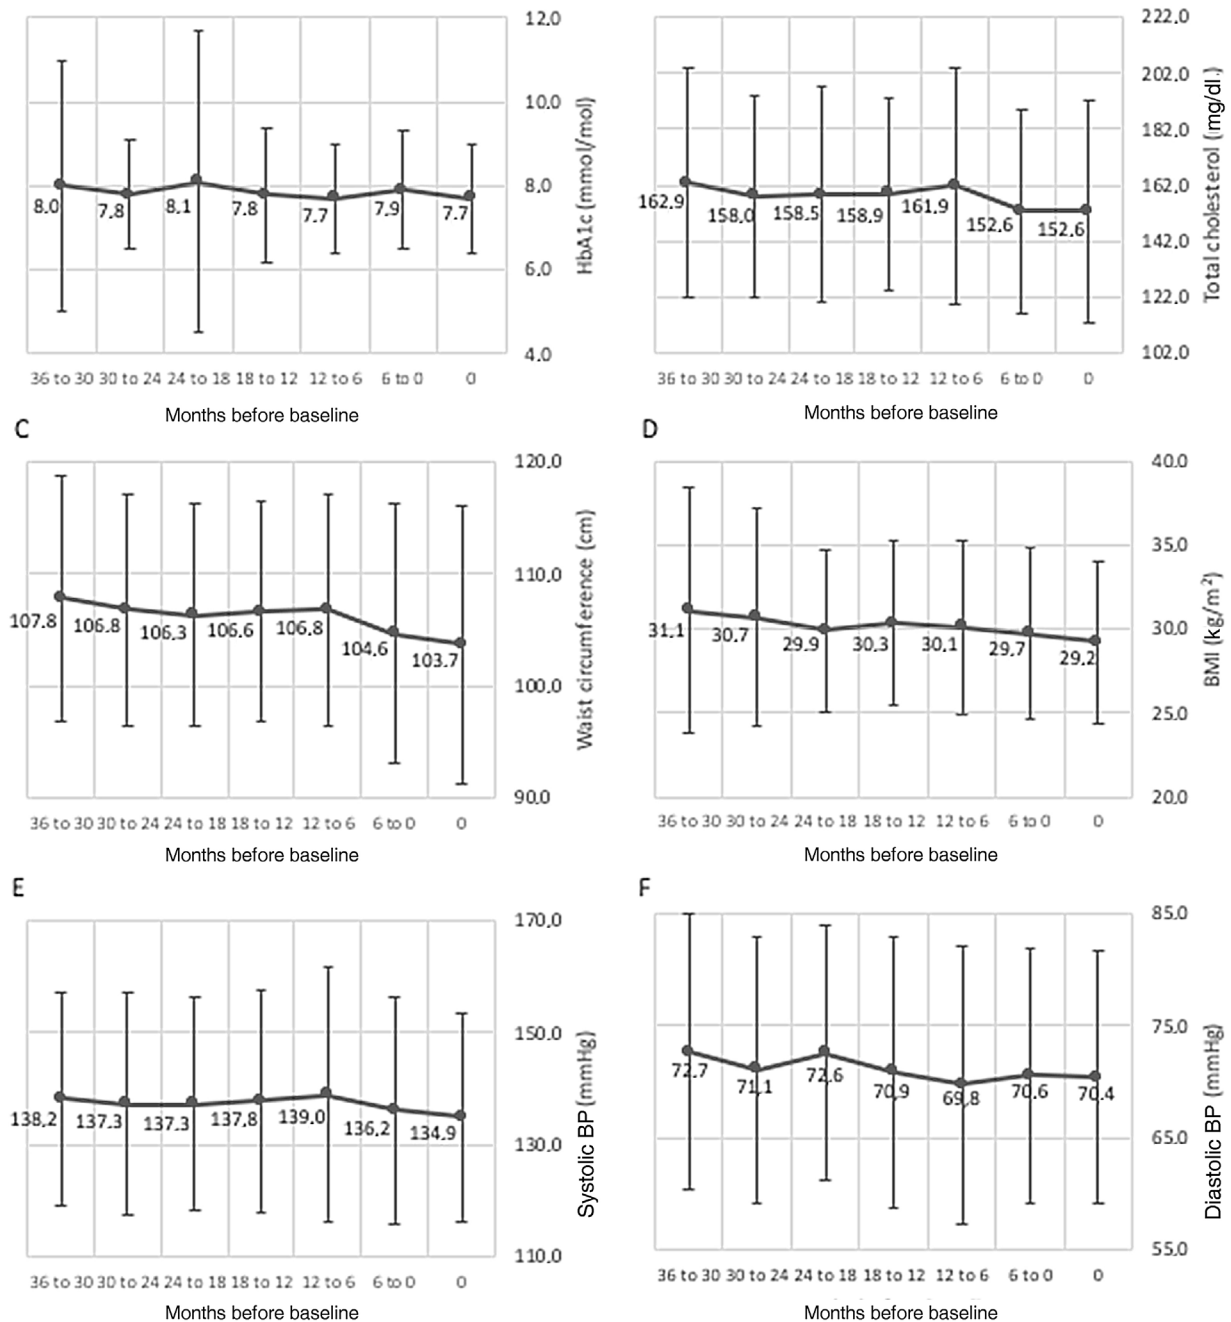 12.0
10.0
8.0
6.0
4.0
HbA1c (mmol/mol)
8.0 7.8 8.1 7.8 7.7 7.9 7.7
36 to 30 30 to 24 24 to 18 18 to 12 12 to 6 6 to 0 0
Months before baseline
222.0
202.0
182.0
162.0
142.0
122.0
102.0
Total cholesterol (mg/dl.)
162.9 158.0 158.5 158.9 161.9 152.6 152.6
36 to 30 30 to 24 24 to 18 18 to 12 12 to 6 6 to 0 0
Months before baseline
C
120.0
110.0
100.0
90.0
Waist circumference (cm)
107.8 106.8 106.3 106.6 106.8 104.6 103.7
36 to 30 30 to 24 24 to 18 18 to 12 12 to 6 6 to 0 0
Months before baseline
D
40.0
35.0
30.0
25.0
20.0
BMI (kg/m²)
31.1 30.7 29.9 30.3 30.1 29.7 29.2
36 to 30 30 to 24 24 to 18 18 to 12 12 to 6 6 to 0 0
Months before baseline
E
170.0
150.0
130.0
110.0
Systolic BP (mmHg)
138.2 137.3 137.3 137.8 139.0 136.2 134.9
36 to 30 30 to 24 24 to 18 18 to 12 12 to 6 6 to 0 0
Months before baseline
F
85.0
75.0
65.0
55.0
Diastolic BP (mmHg)
72.7 71.1 72.6 70.9 69.8 70.6 70.4
36 to 30 30 to 24 24 to 18 18 to 12 12 to 6 6 to 0 0
Months before baseline